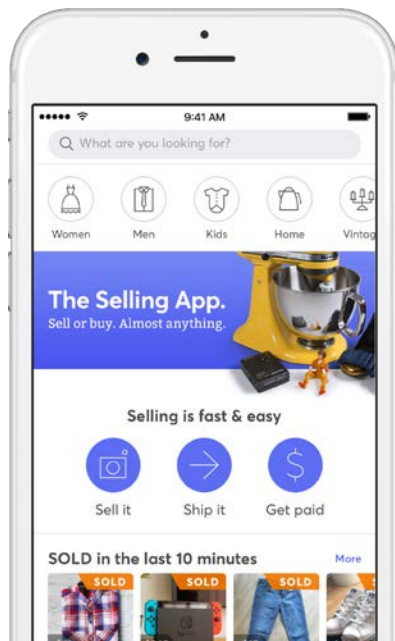 9:41 AM
What are you looking for?
Women Men Kids Home Vintag
The Selling App.
Sell or buy. Almost anything.
Selling is fast & easy
Sell it Ship it Get paid
SOLD in the last 10 minutes More
SOLD SOLD SOLD